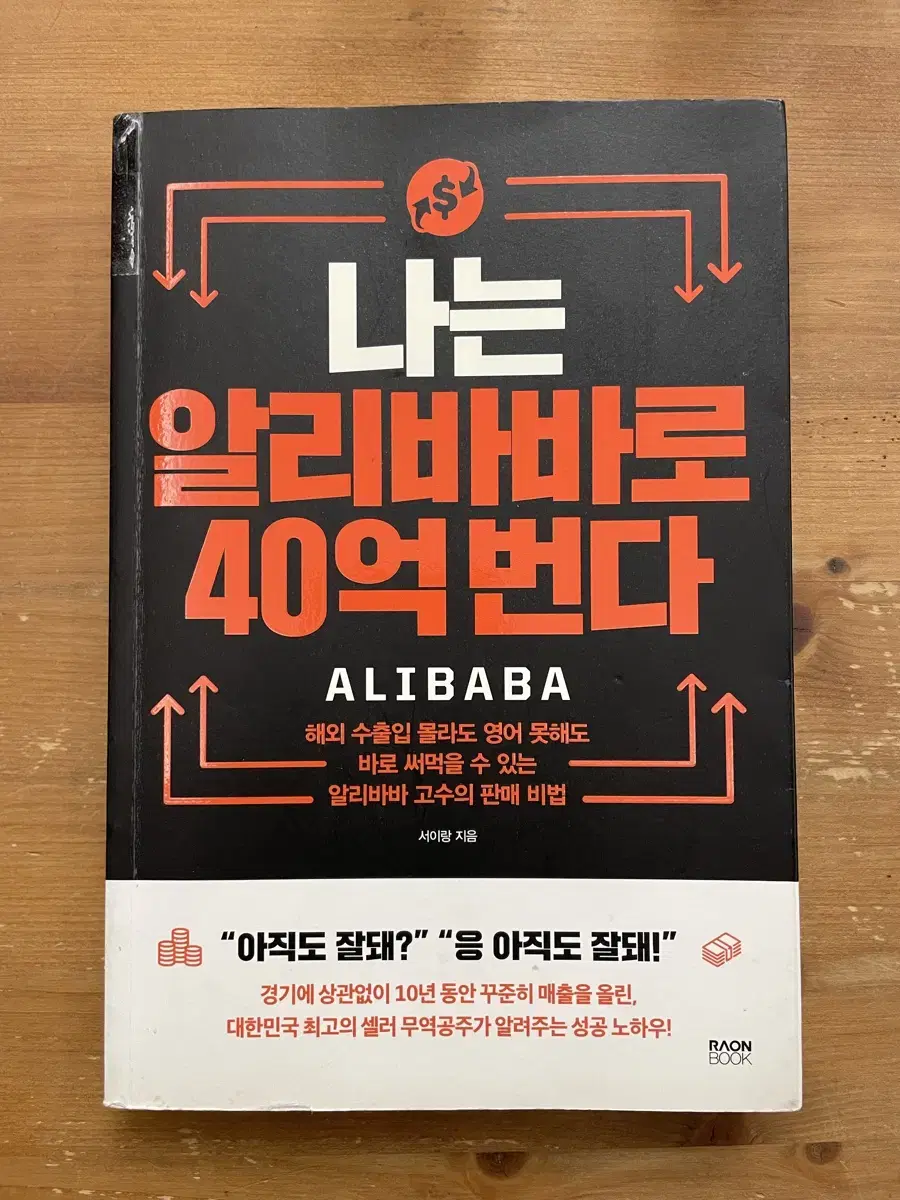 $
나는
알리바바로
40억 번다
ALIBABA
해외 수출입 몰라도 영어 못해도
바로 써먹을 수 있는
알리바바 고수의 판매 비법
서이랑 지음
“아직도 잘돼?” “응 아직도 잘돼!”
경기에 상관없이 10년 동안 꾸준히 매출을 올린,
대한민국 최고의 셀러 무역공주가 알려주는 성공 노하우!
RAON
BOOK